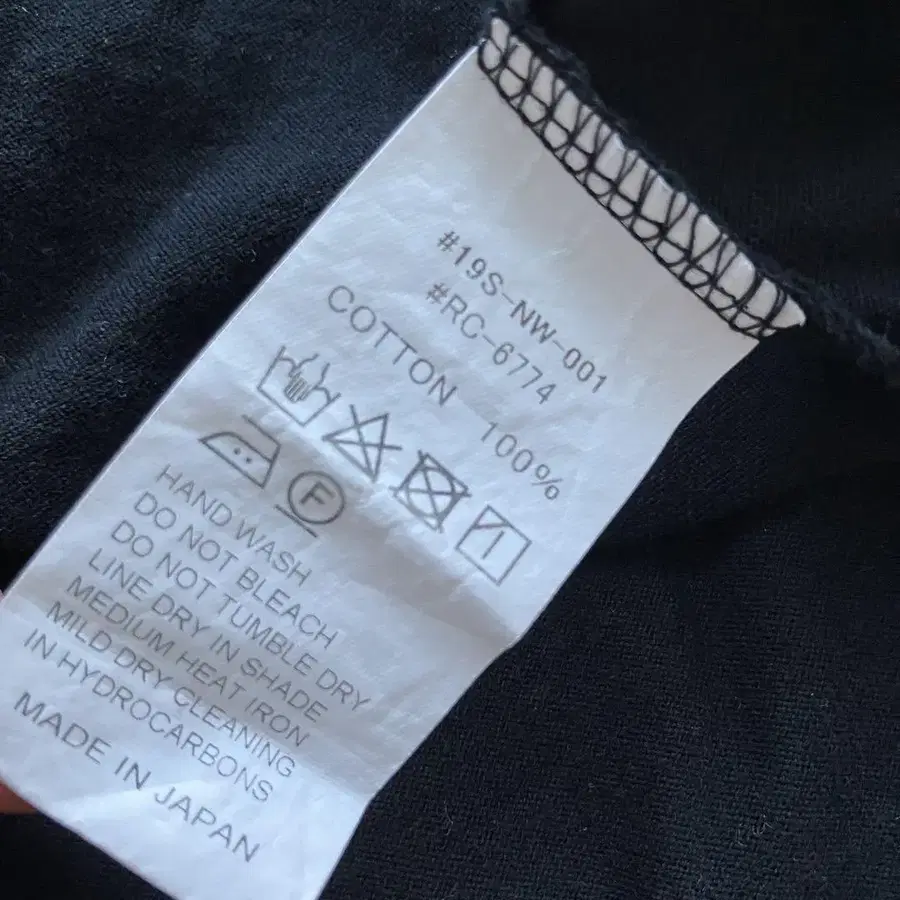 #19S-NW-001
#RC-6774
COTTON 100%
F
HAND WASH
DO NOT BLEACH
DO NOT TUMBLE DRY
LINE DRY IN SHADE
MEDIUM HEAT IRON
MILD DRY CLEANING
IN HYDROCARBONS
MADE IN JAPAN